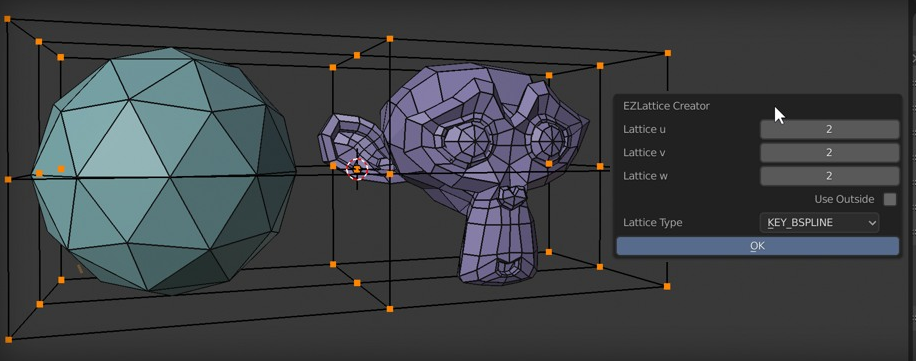 EZLattice Creator
Lattice u 2
Lattice v 2
Lattice w 2
Use Outside
Lattice Type KEY_BSPLINE
OK